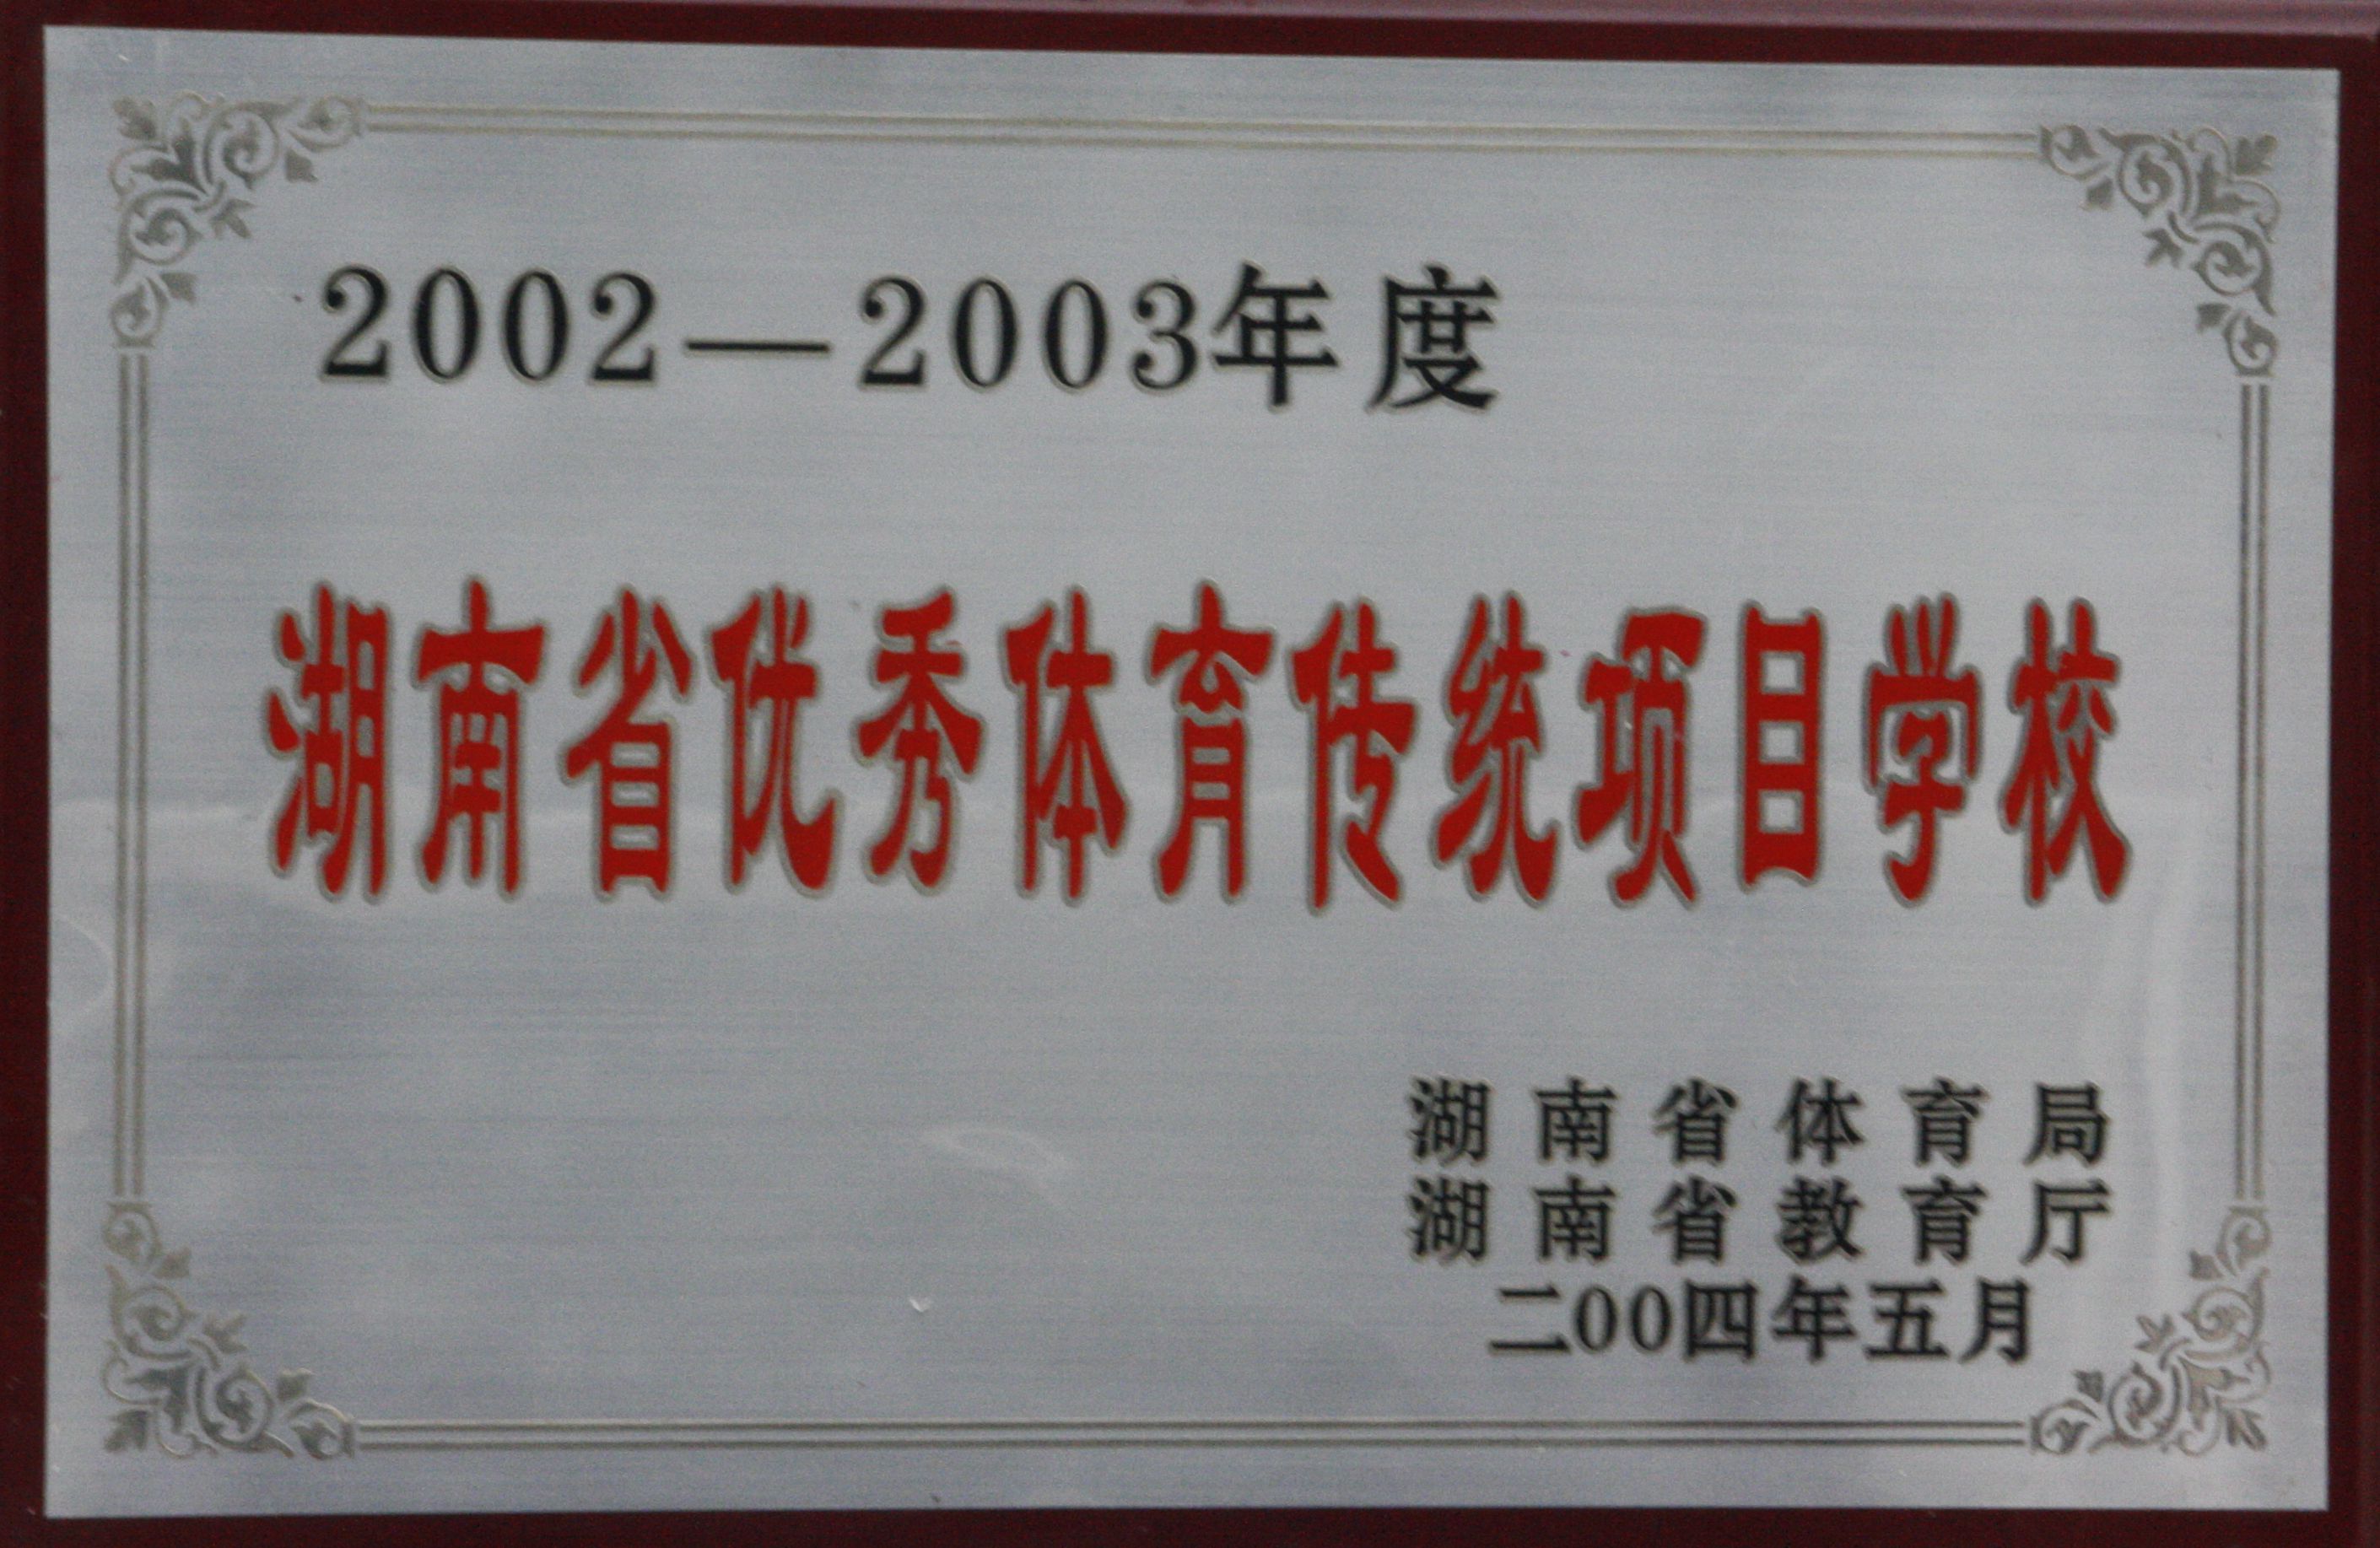 2002—2003年度
湖南省优秀体育传统项目学校
湖南省体育局
湖南省教育厅
二00四年五月